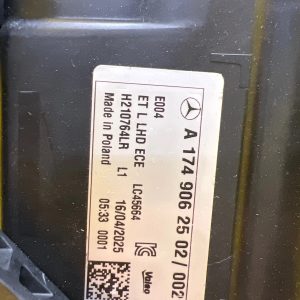 A 174 906 25 02 / 002
E004
ET L LHD ECE LC45664
H210764LR L1 16/04/2025
Made in Poland 05:33 0001
Valeo